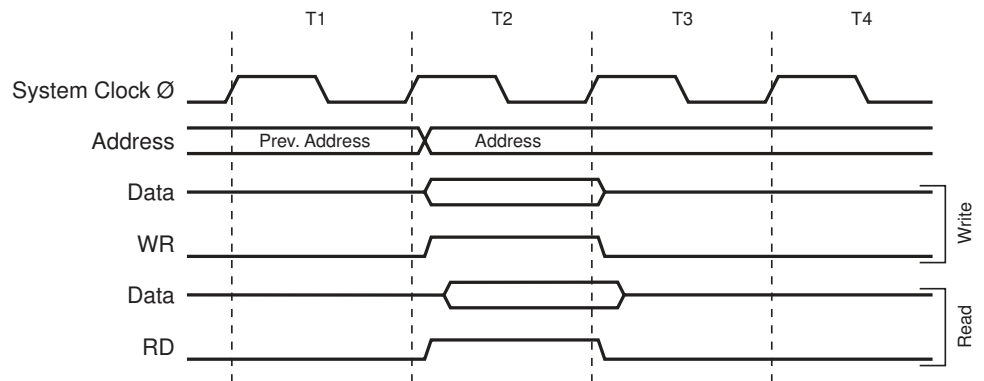 T1 T2 T3 T4
System Clock Ø
Address Prev. Address Address
Data
WR
Write
Data
RD
Read